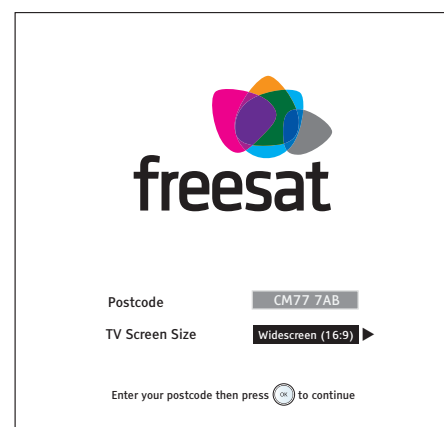 freesat
Postcode CM77 7AB
TV Screen Size Widescreen (16:9)
Enter your postcode then press OK to continue